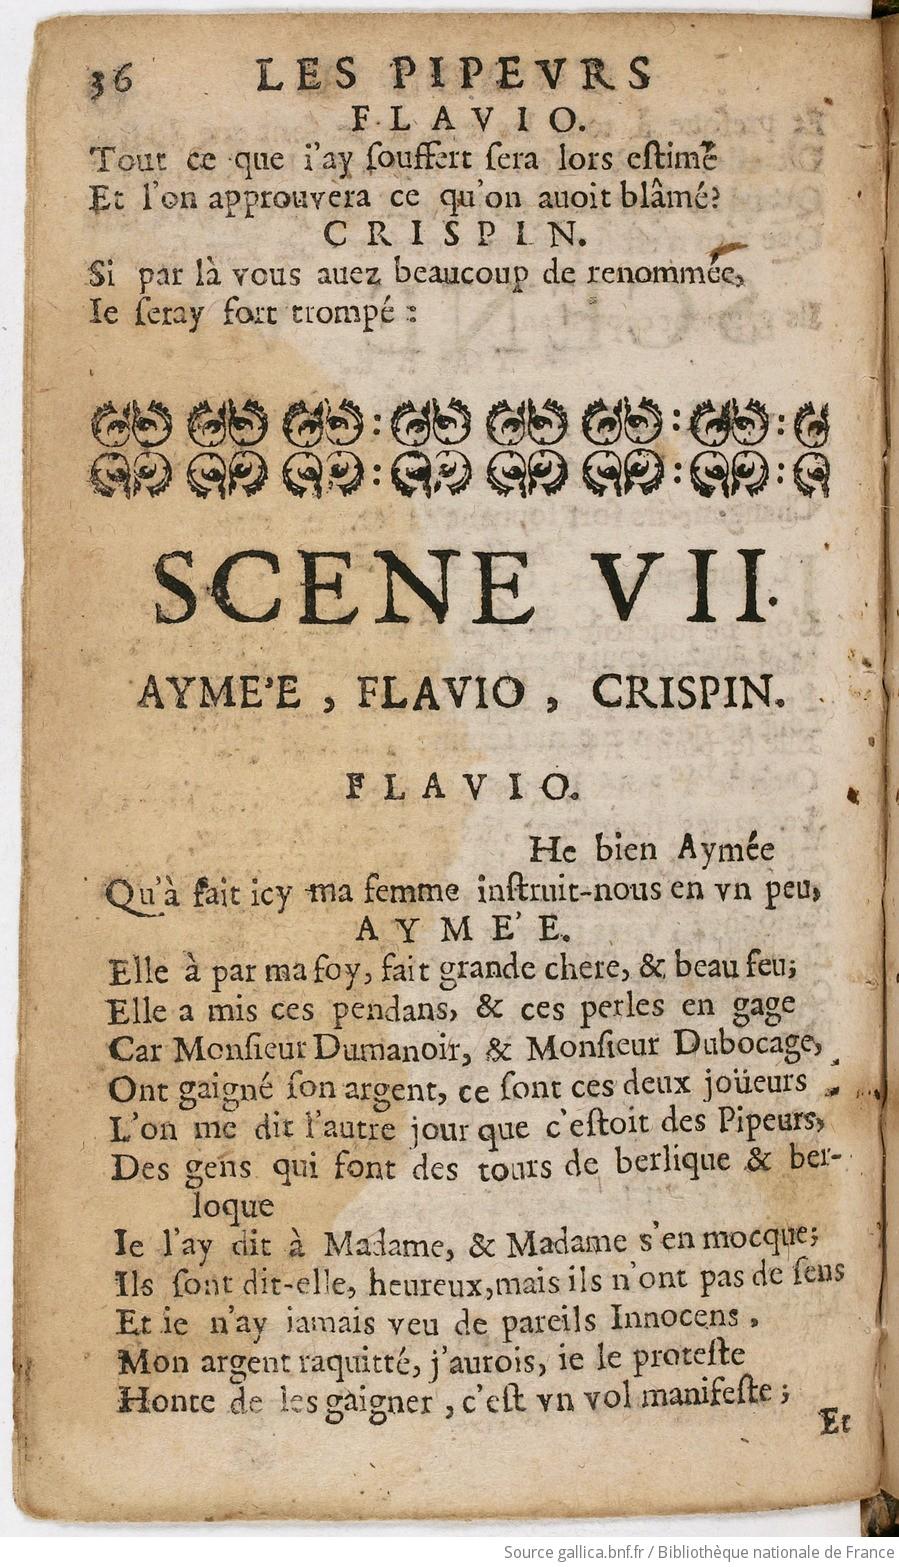 36 LES PIPEVRS
FLAVIO.
Tout ce que i'ay ſouffert ſera lors eſtimé
Et l'on approuvera ce qu'on auoit blâmé?
CRISPIN.
Si par là vous auez beaucoup de renommée,
Ie ſeray fort trompé :
SCENE VII.
AYME'E, FLAVIO, CRISPIN.
FLAVIO.
He bien Aymée
Qu'à fait icy ma femme inſtruit-nous en vn peu,
AYME'E.
Elle à par ma foy, fait grande chere, & beau feu;
Elle a mis ces pendans, & ces perles en gage
Car Monſieur Dumanoir, & Monſieur Dubocage,
Ont gaigné ſon argent, ce ſont ces deux joüeurs
L'on me dit l'autre jour que c'eſtoit des Pipeurs,
Des gens qui font des tours de berlique & ber-
loque
Ie l'ay dit à Madame, & Madame s'en mocque;
Ils ſont dit-elle, heureux, mais ils n'ont pas de ſens
Et ie n'ay iamais veu de pareils Innocens.
Mon argent raquitté, j'aurois, ie le proteſte
Honte de les gaigner, c'eſt vn vol manifeſte;
Et
Source gallica.bnf.fr / Bibliothèque nationale de France